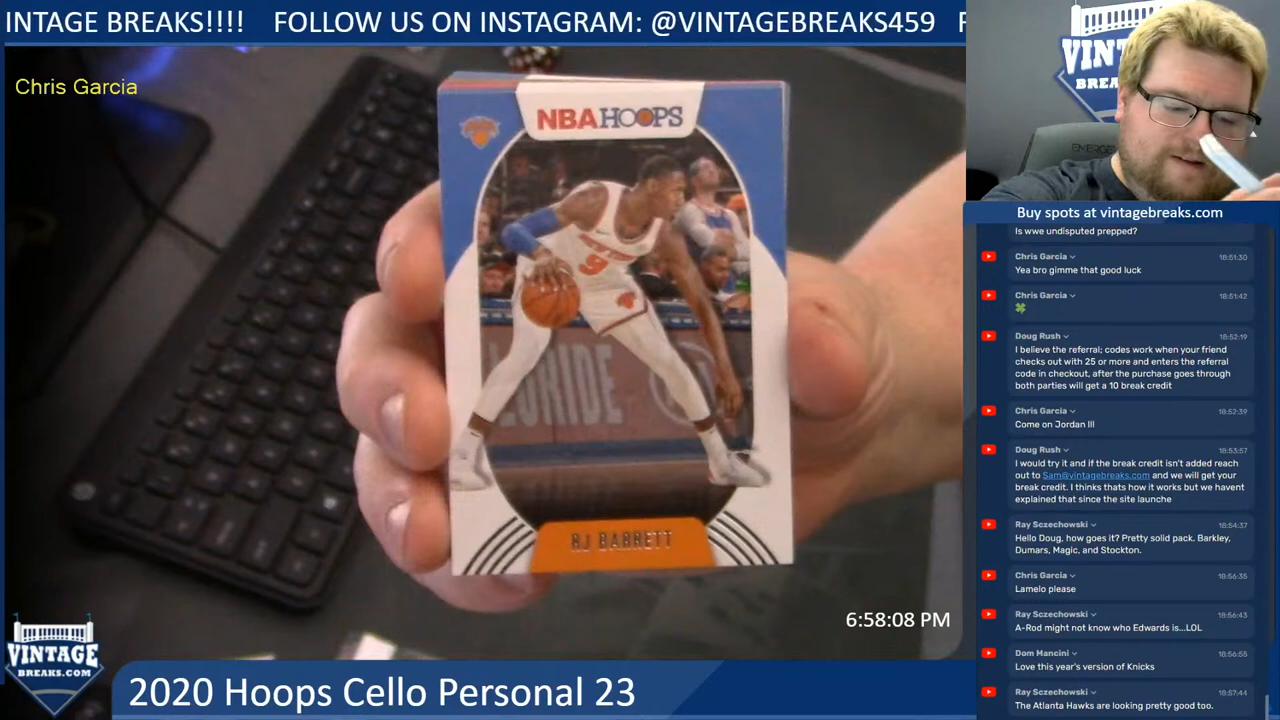 INTAGE BREAKS!!!! FOLLOW US ON INSTAGRAM: @VINTAGEBREAKS459 F
Chris Garcia
NBA HOOPS
NEW YORK
9
RJ BARRETT
6:58:08 PM
VINTAGE
BREAKS.COM
2020 Hoops Cello Personal 23
VIN
BREA
EMERGE
Buy spots at vintagebreaks.com
Is wwe undisputed prepped?
Chris Garcia 18:51:30
Yea bro gimme that good luck
Chris Garcia 18:51:42
🍀
Doug Rush 18:52:19
I believe the referral; codes work when your friend
checks out with 25 or more and enters the referral
code in checkout, after the purchase goes through
both parties will get a 10 break credit
Chris Garcia 18:52:39
Come on Jordan lll
Doug Rush 18:53:57
I would try it and if the break credit isn't added reach
out to Sam@vintagebreaks.com and we will get your
break credit. I thinks thats how it works but we havent
explained that since the site launche
Ray Sczechowski 18:54:37
Hello Doug, how goes it? Pretty solid pack. Barkley,
Dumars, Magic, and Stockton.
Chris Garcia 18:56:35
Lamelo please
Ray Sczechowski 18:56:43
A-Rod might not know who Edwards is...LOL
Dom Mancini 18:56:55
Love this year's version of Knicks
Ray Sczechowski 18:57:44
The Atlanta Hawks are looking pretty good too.